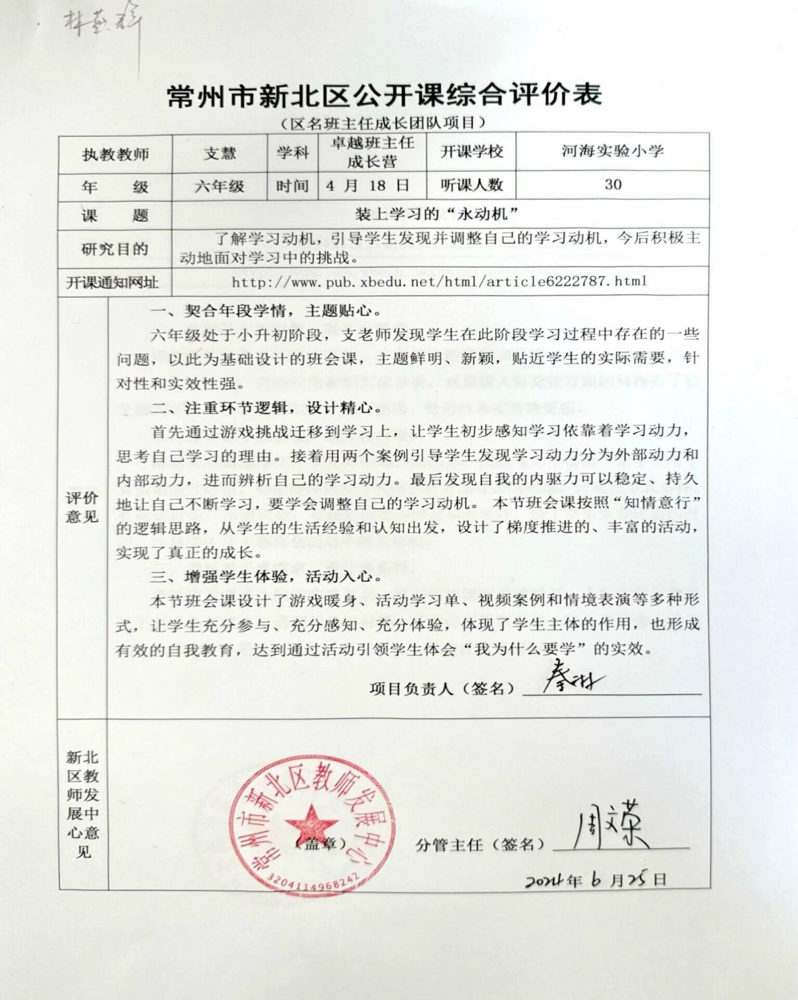 常州市新北区公开课综合评价表
（区名班主任成长团队项目）
执教教师 支慧 学科 卓越班主任成长营 开课学校 河海实验小学
年 级 六年级 时间 4 月 18 日 听课人数 30
课 题 装上学习的“永动机”
研究目的 了解学习动机，引导学生发现并调整自己的学习动机，今后积极主
动地面对学习中的挑战。
开课通知网址 http://www.pub.xbedu.net/html/article6222787.html
评价
意见
一、契合年段学情，主题贴心。
六年级处于小升初阶段，支老师发现学生在此阶段学习过程中存在的一些
问题，以此为基础设计的班会课，主题鲜明、新颖，贴近学生的实际需要，针
对性和实效性强。
二、注重环节逻辑，设计精心。
首先通过游戏挑战迁移到学习上，让学生初步感知学习依靠着学习动力，
思考自己学习的理由。接着用两个案例引导学生发现学习动力分为外部动力和
内部动力，进而辨析自己的学习动力。最后发现自我的内驱力可以稳定、持久
地让自己不断学习，要学会调整自己的学习动机。 本节班会课按照“知情意行”
的逻辑思路，从学生的生活经验和认知出发，设计了梯度推进的、丰富的活动，
实现了真正的成长。
三、增强学生体验，活动入心。
本节班会课设计了游戏暖身、活动学习单、视频案例和情境表演等多种形
式，让学生充分参与、充分感知、充分体验，体现了学生主体的作用，也形成
有效的自我教育，达到通过活动引领学生体会“我为什么要学”的实效。
项目负责人（签名）
新北
区教
师发
展中
心意
见
常州市新北区教师发展中心
（盖章）
3204114968242
分管主任（签名） 周文荣
2024年 6 月 25 日